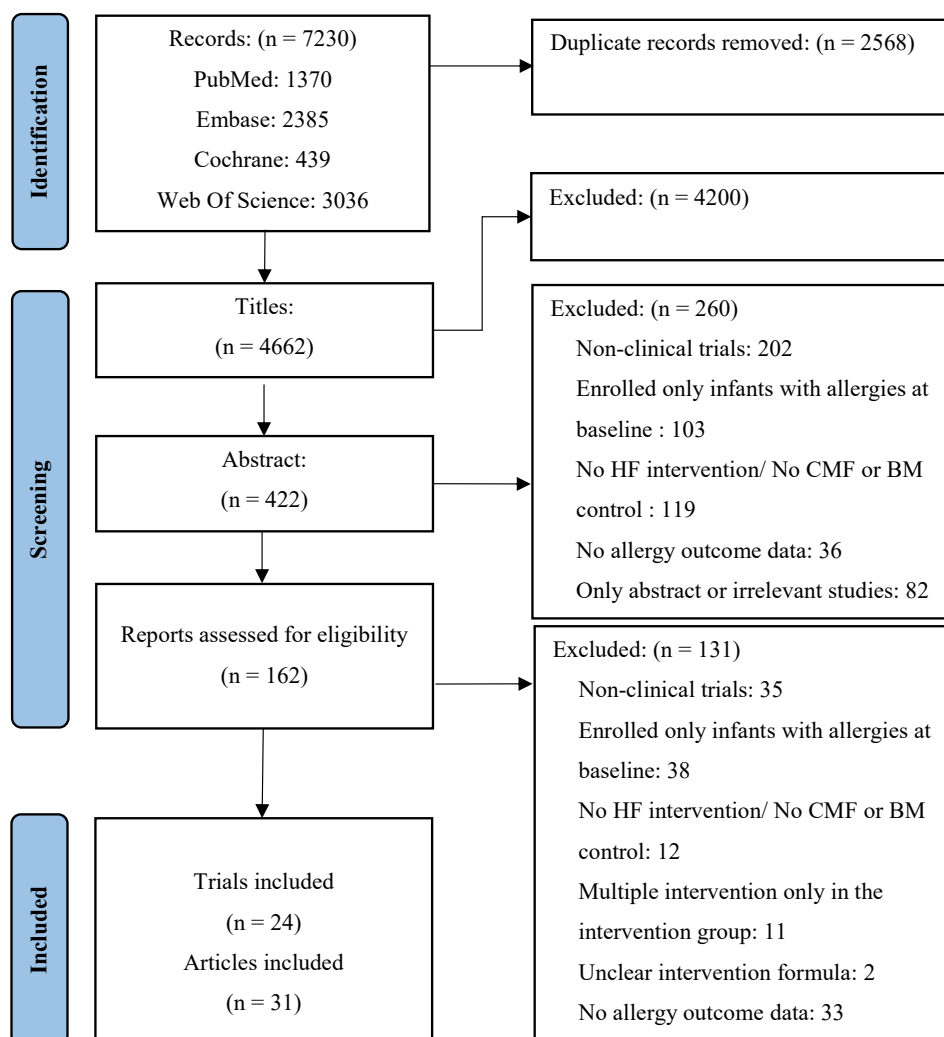 Identification
Records: (n = 7230)
PubMed: 1370
Embase: 2385
Cochrane: 439
Web Of Science: 3036
Duplicate records removed: (n = 2568)
Excluded: (n = 4200)
Screening
Titles:
(n = 4662)
Excluded: (n = 260)
Non-clinical trials: 202
Enrolled only infants with allergies at
baseline : 103
No HF intervention/ No CMF or BM
control : 119
No allergy outcome data: 36
Only abstract or irrelevant studies: 82
Abstract:
(n = 422)
Reports assessed for eligibility
(n = 162)
Excluded: (n = 131)
Non-clinical trials: 35
Enrolled only infants with allergies at
baseline: 38
No HF intervention/ No CMF or BM
control: 12
Multiple intervention only in the
intervention group: 11
Unclear intervention formula: 2
No allergy outcome data: 33
Included
Trials included
(n = 24)
Articles included
(n = 31)